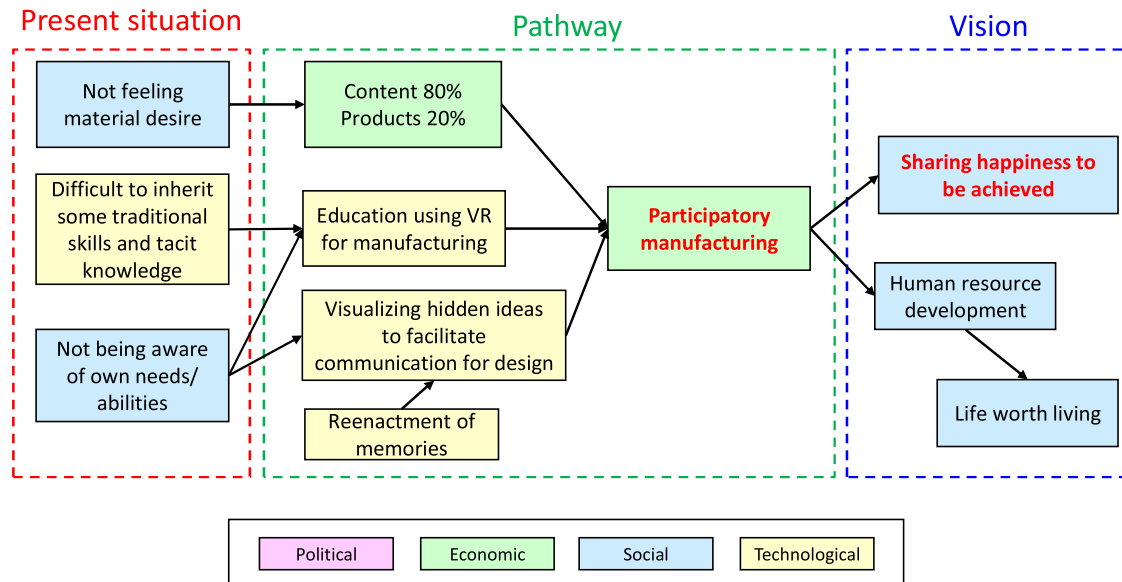 Present situation
Pathway
Vision
Not feeling
material desire
Difficult to inherit
some traditional
skills and tacit
knowledge
Not being aware
of own needs/
abilities
Content 80%
Products 20%
Education using VR
for manufacturing
Visualizing hidden ideas
to facilitate
communication for design
Reenactment of
memories
Participatory
manufacturing
Sharing happiness to
be achieved
Human resource
development
Life worth living
Political
Economic
Social
Technological